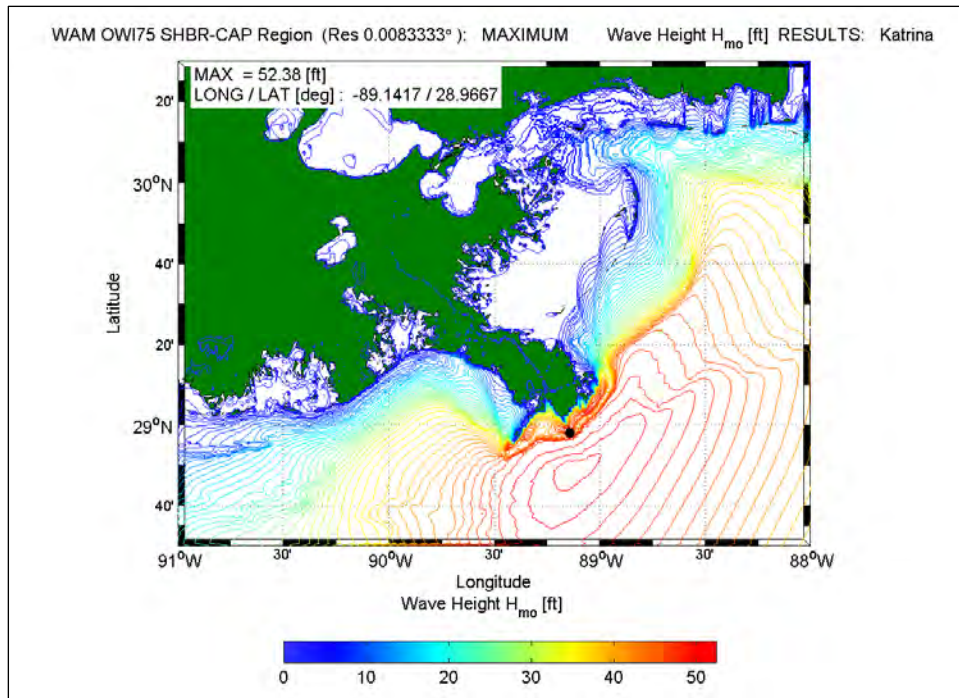 WAM OWI75 SHBR-CAP Region (Res 0.0083333° ): MAXIMUM Wave Height Hmo [ft] RESULTS: Katrina
MAX = 52.38 [ft]
LONG / LAT [deg] : -89.1417 / 28.9667
20'
30°N
40'
20'
29°N
40'
Latitude
91°W 30' 90°W 30' 89°W 30' 88°W
Longitude
Wave Height Hmo [ft]
0 10 20 30 40 50